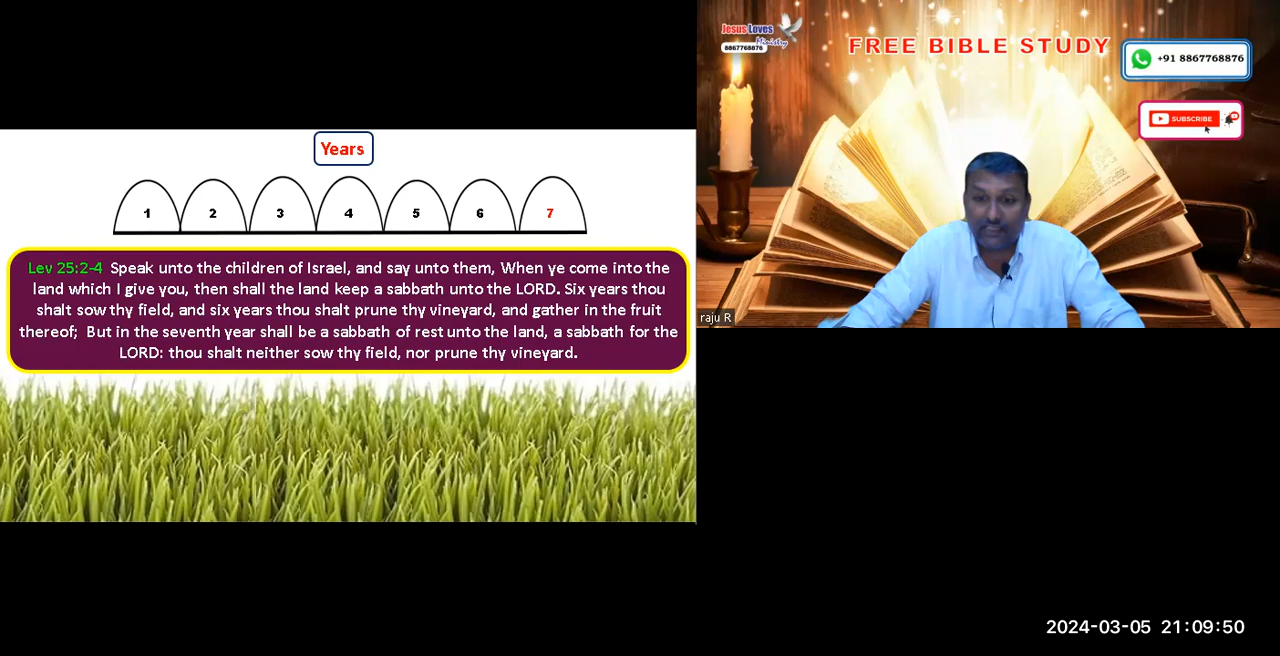 Years
1 2 3 4 5 6 7
Lev 25:2-4 Speak unto the children of Israel, and say unto them, When ye come into the
land which I give you, then shall the land keep a sabbath unto the LORD. Six years thou
shalt sow thy field, and six years thou shalt prune thy vineyard, and gather in the fruit
thereof; But in the seventh year shall be a sabbath of rest unto the land, a sabbath for the
LORD: thou shalt neither sow thy field, nor prune thy vineyard.
Jesus Loves
Ministry
8867768876
FREE BIBLE STUDY
+91 8867768876
SUBSCRIBE
raju R
2024-03-05 21:09:50